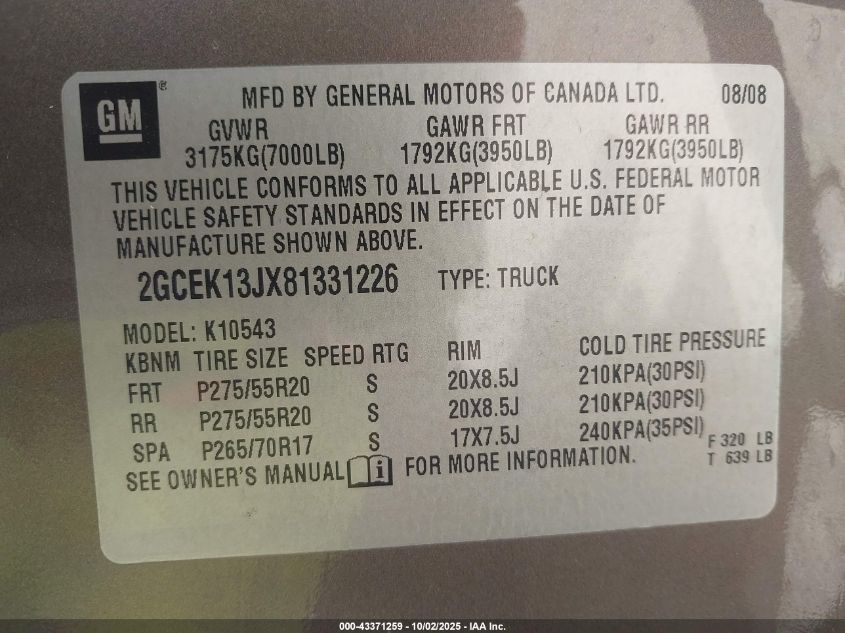 GM ®
MFD BY GENERAL MOTORS OF CANADA LTD. 08/08
GVWR GAWR FRT GAWR RR
3175KG(7000LB) 1792KG(3950LB) 1792KG(3950LB)
THIS VEHICLE CONFORMS TO ALL APPLICABLE U.S. FEDERAL MOTOR
VEHICLE SAFETY STANDARDS IN EFFECT ON THE DATE OF
MANUFACTURE SHOWN ABOVE.
2GCEK13JX81331226 TYPE: TRUCK
MODEL: K10543
KBNM TIRE SIZE SPEED RTG RIM COLD TIRE PRESSURE
FRT P275/55R20 S 20X8.5J 210KPA(30PSI)
RR P275/55R20 S 20X8.5J 210KPA(30PSI)
SPA P265/70R17 S 17X7.5J 240KPA(35PSI) F 320 LB
T 639 LB
SEE OWNER'S MANUAL i FOR MORE INFORMATION.
000-43371259 - 10/02/2025 - IAA Inc.